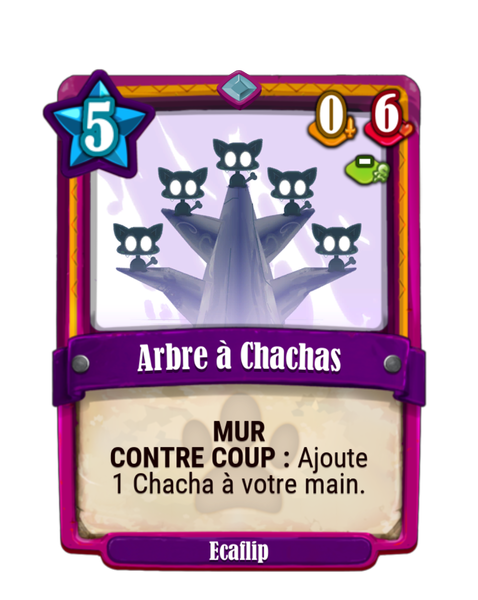 5
0
6
-
Arbre à Chachas
MUR
CONTRE COUP : Ajoute
1 Chacha à votre main.
Ecaflip